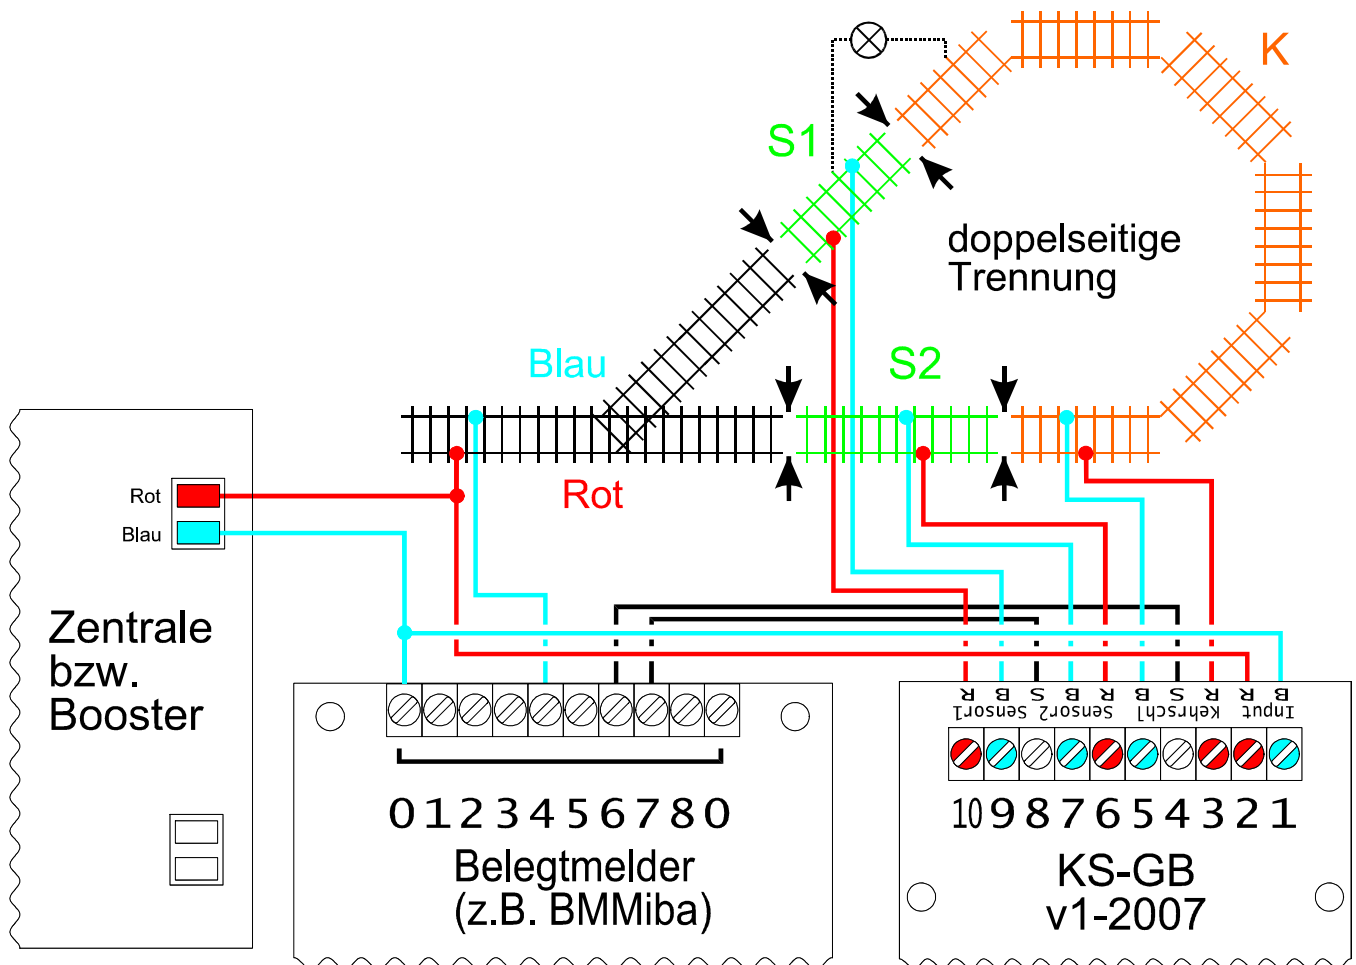 K
S1
doppelseitige
Trennung
Blau
S2
Rot
Rot
Blau
Zentrale
bzw.
Booster
R B S B R B S R R B
Sensor1 Sensor2 Kehrschl Input
0 1 2 3 4 5 6 7 8 0
10 9 8 7 6 5 4 3 2 1
Belegtmelder
(z.B. BMMiba)
KS-GB
v1-2007